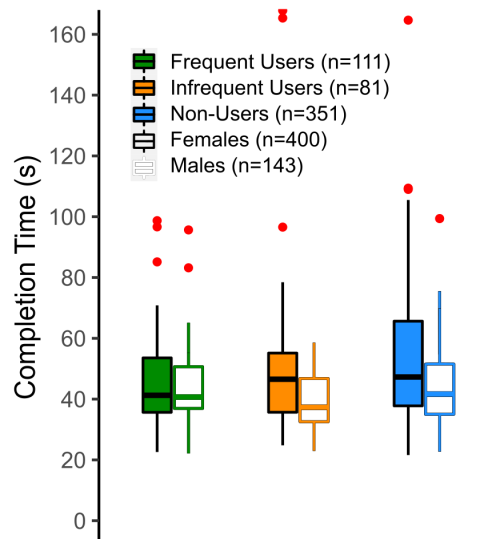 Completion Time (s)
160
140
120
100
80
60
40
20
0
Frequent Users (n=111)
Infrequent Users (n=81)
Non-Users (n=351)
Females (n=400)
Males (n=143)